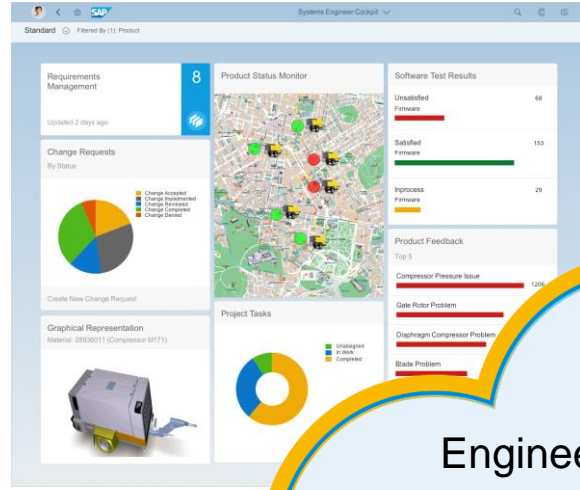 SAP
Systems Engineer Cockpit
Standard
Filtered By (1): Product
Requirements
Management
8
Updated 2 days ago
Change Requests
By Status
Change Accepted
Change Implmented
Change Reviewed
Change Completed
Change Denied
Create New Change Request
Graphical Representation
Material: 28936011 (Compressor M171)
Product Status Monitor
Project Tasks
Unassigned
In Work
Completed
Software Test Results
Unsatisfied 68
Firmware
Satisfied 153
Firmware
Inprocess 29
Firmware
Product Feedback
Top 5
Compressor Pressure Issue
Gate Rotor Problem
Diaphragm Compressor Problem
Blade Problem